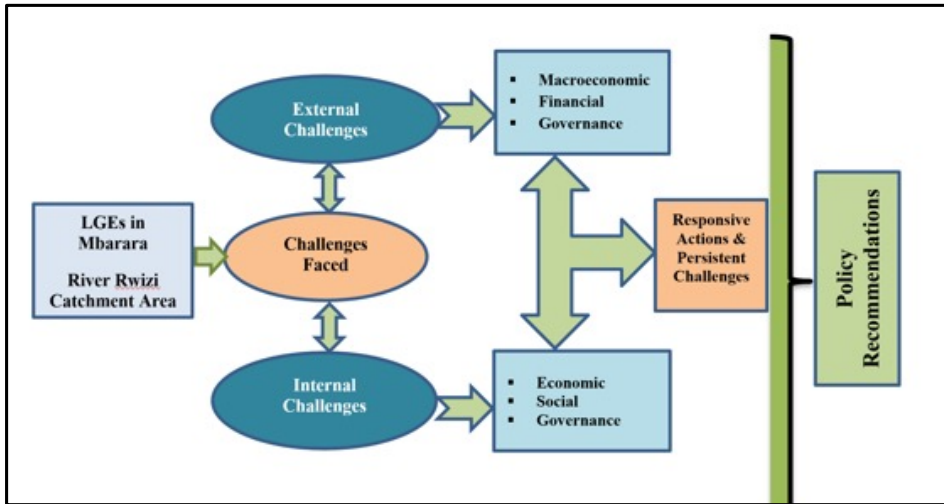 External
Challenges
Macroeconomic
Financial
Governance
LGEs in
Mbarara
River Rwizi
Catchment Area
Challenges
Faced
Responsive
Actions &
Persistent
Challenges
Policy
Recommendations
Internal
Challenges
Economic
Social
Governance